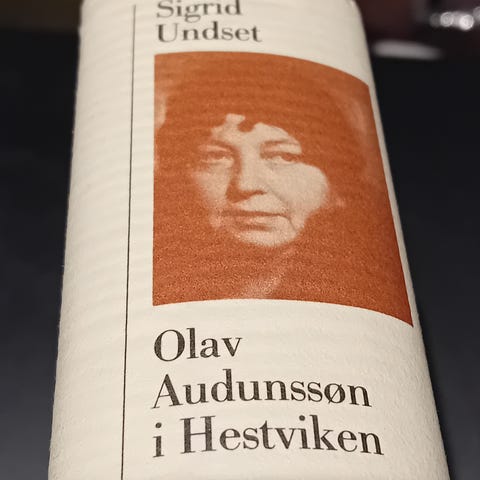 Sigrid
Undset
Olav
Audunssøn
i Hestviken